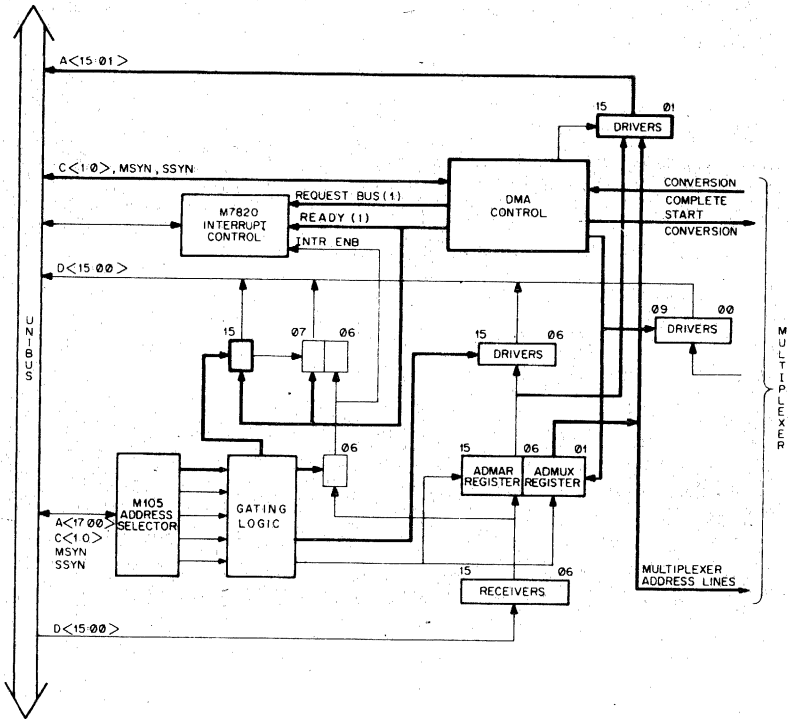 A<15:01>
15 01
DRIVERS
C<1:0>, MSYN, SSYN
DMA
CONTROL
CONVERSION
COMPLETE
START
CONVERSION
REQUEST BUS (1)
READY (1)
INTR ENB
M7820
INTERRUPT
CONTROL
D<15:00>
15
07 06
15 06
DRIVERS
09 00
DRIVERS
UNIBUS
MULTIPLEXER
06
15 06 01
ADMAR
REGISTER
ADMUX
REGISTER
M105
ADDRESS
SELECTOR
GATING
LOGIC
A<17:00>
C<1:0>
MSYN
SSYN
15 06
RECEIVERS
MULTIPLEXER
ADDRESS LINES
D<15:00>